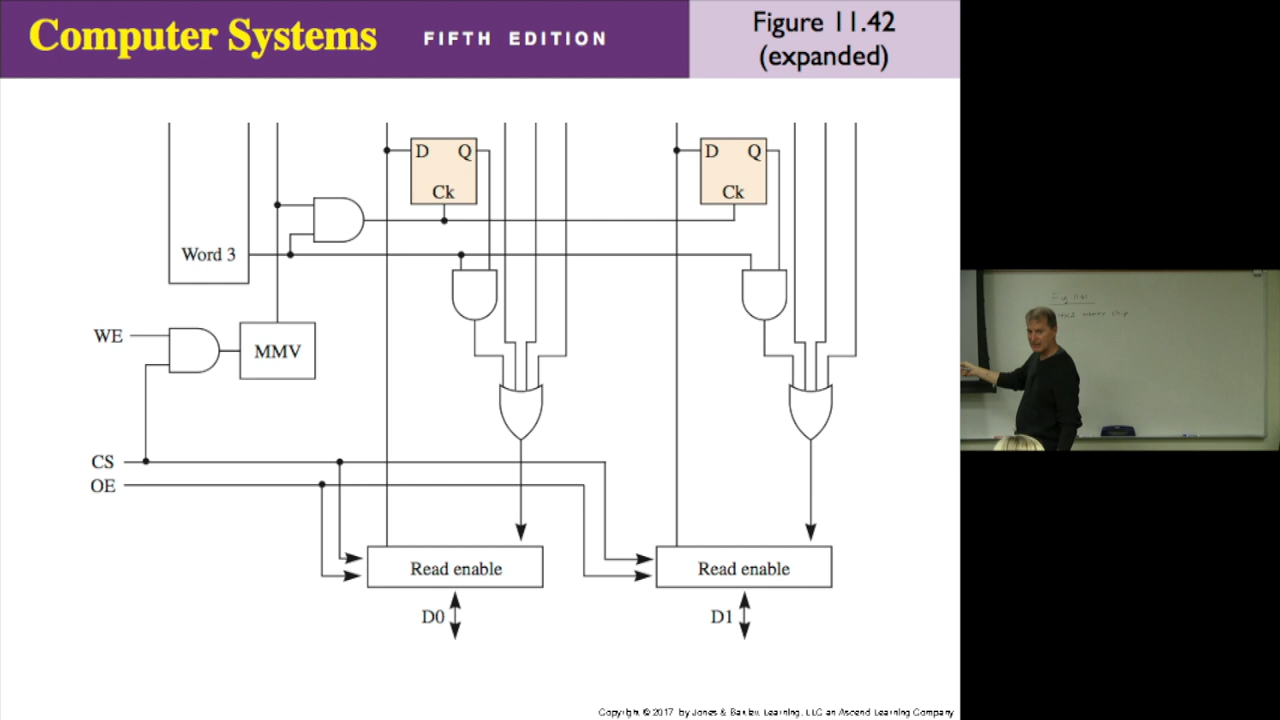 Computer Systems FIFTH EDITION
Figure 11.42
(expanded)
D Q
Ck
D Q
Ck
Word 3
WE
MMV
CS
OE
Read enable
Read enable
D0
D1
Copyright © 2017 by Jones & Bartlett Learning, LLC an Ascend Learning Company